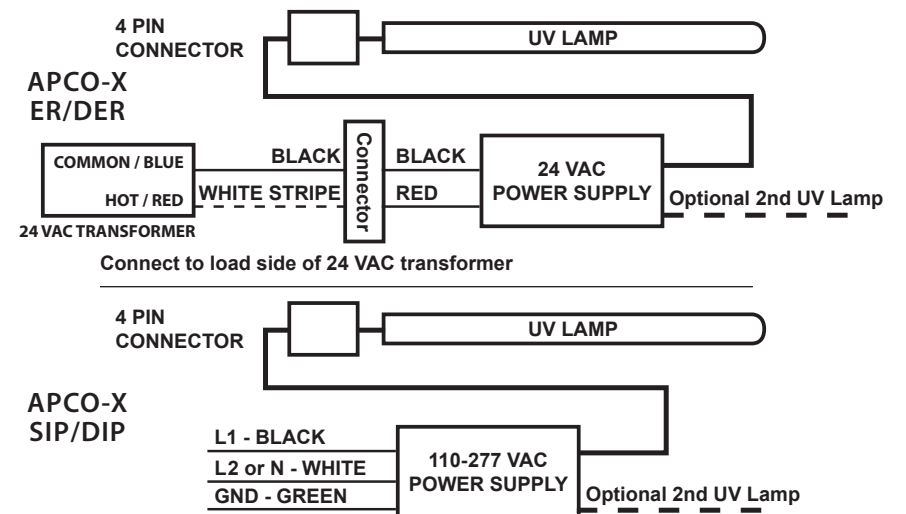 4 PIN
CONNECTOR
UV LAMP
APCO-X
ER/DER
COMMON / BLUE
HOT / RED
24 VAC TRANSFORMER
BLACK
WHITE STRIPE
Connector
BLACK
RED
24 VAC
POWER SUPPLY
Optional 2nd UV Lamp
Connect to load side of 24 VAC transformer
4 PIN
CONNECTOR
UV LAMP
APCO-X
SIP/DIP
L1 - BLACK
L2 or N - WHITE
GND - GREEN
110-277 VAC
POWER SUPPLY
Optional 2nd UV Lamp